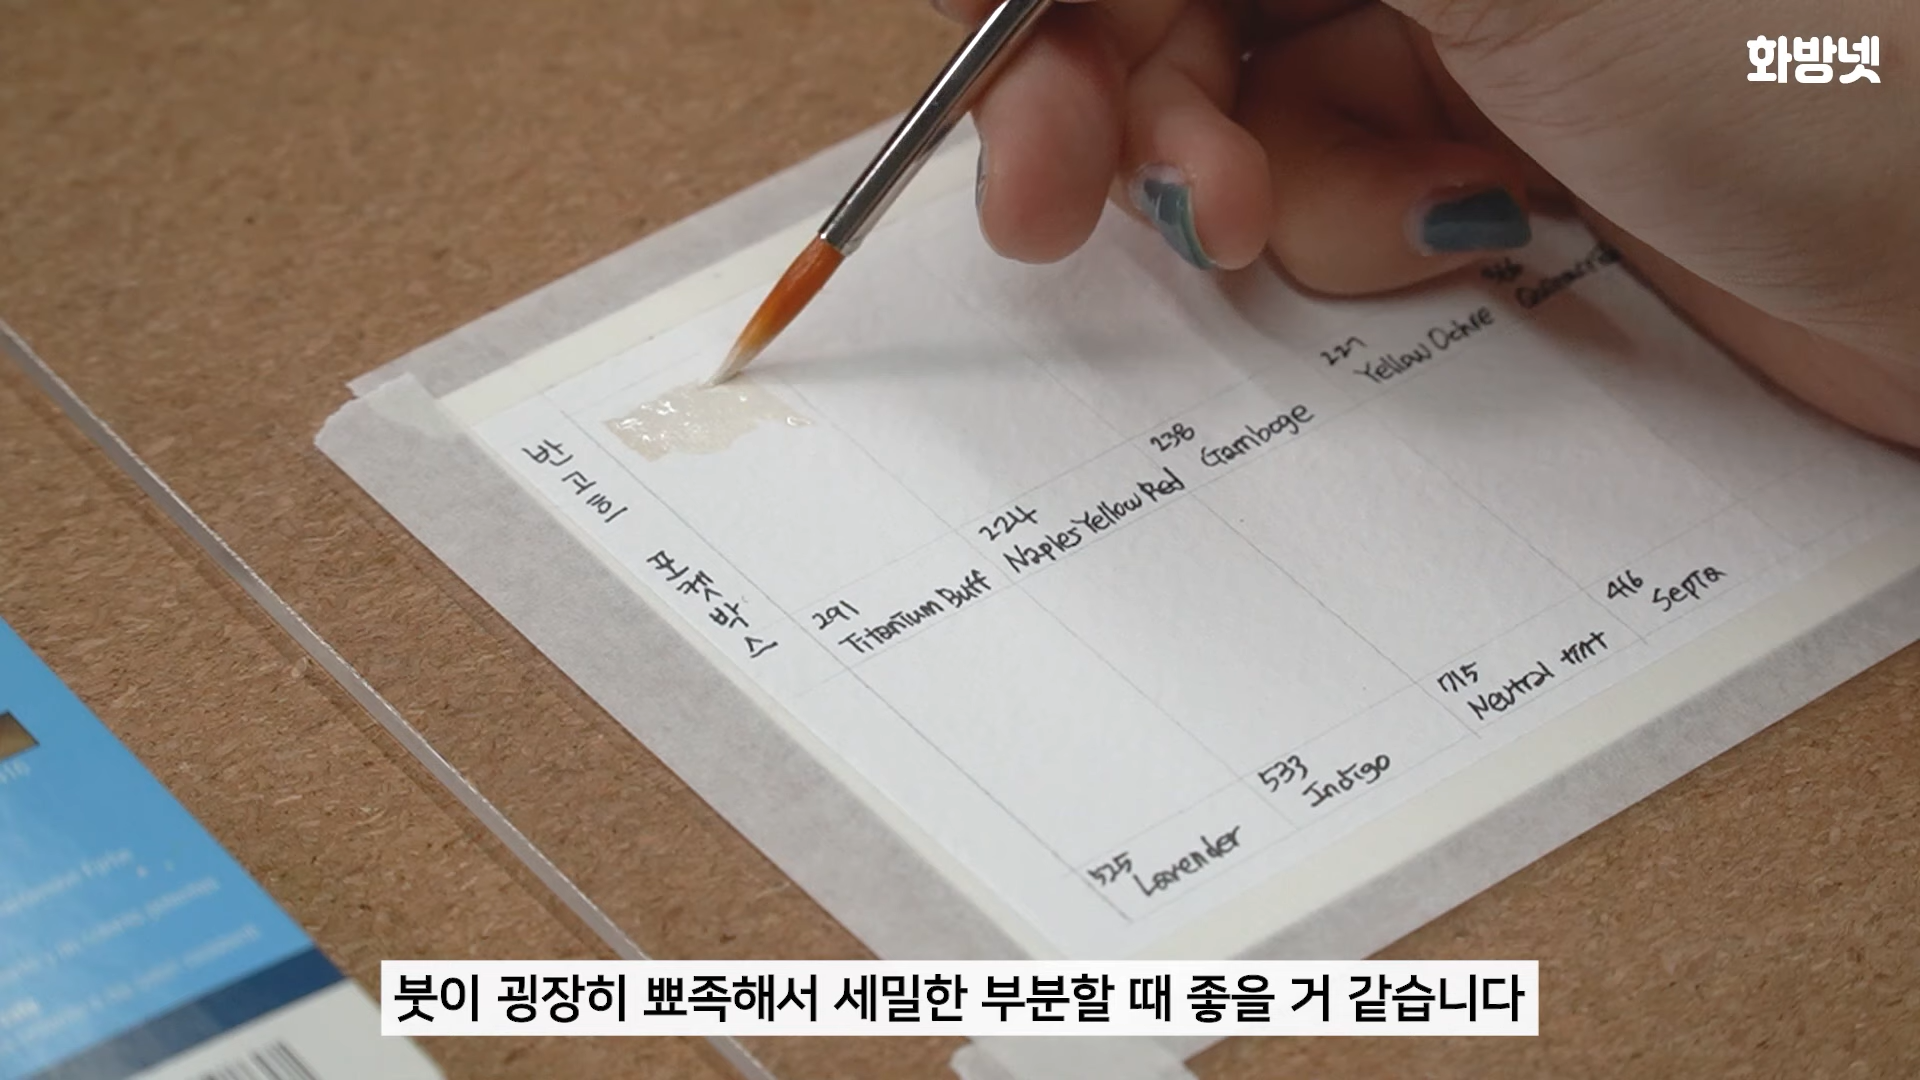 화방넷
반고흐 포켓 박스
291
Titanium Buff
224
Naples Yellow Red
238
Gamboge
227
Yellow Ochre
366
525
Lavender
533
Indigo
715
Neutral tint
416
Sepia
붓이 굉장히 뾰족해서 세밀한 부분할 때 좋을 거 같습니다